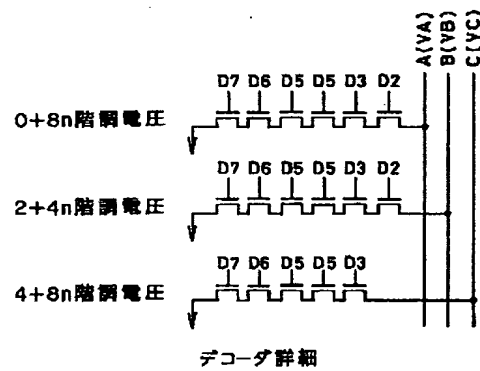 A(VA)
B(VB)
C(VC)
D7 D6 D5 D5 D3 D2
0+8n階調電圧
D7 D6 D5 D5 D3 D2
2+4n階調電圧
D7 D6 D5 D5 D3
4+8n階調電圧
デコーダ詳細